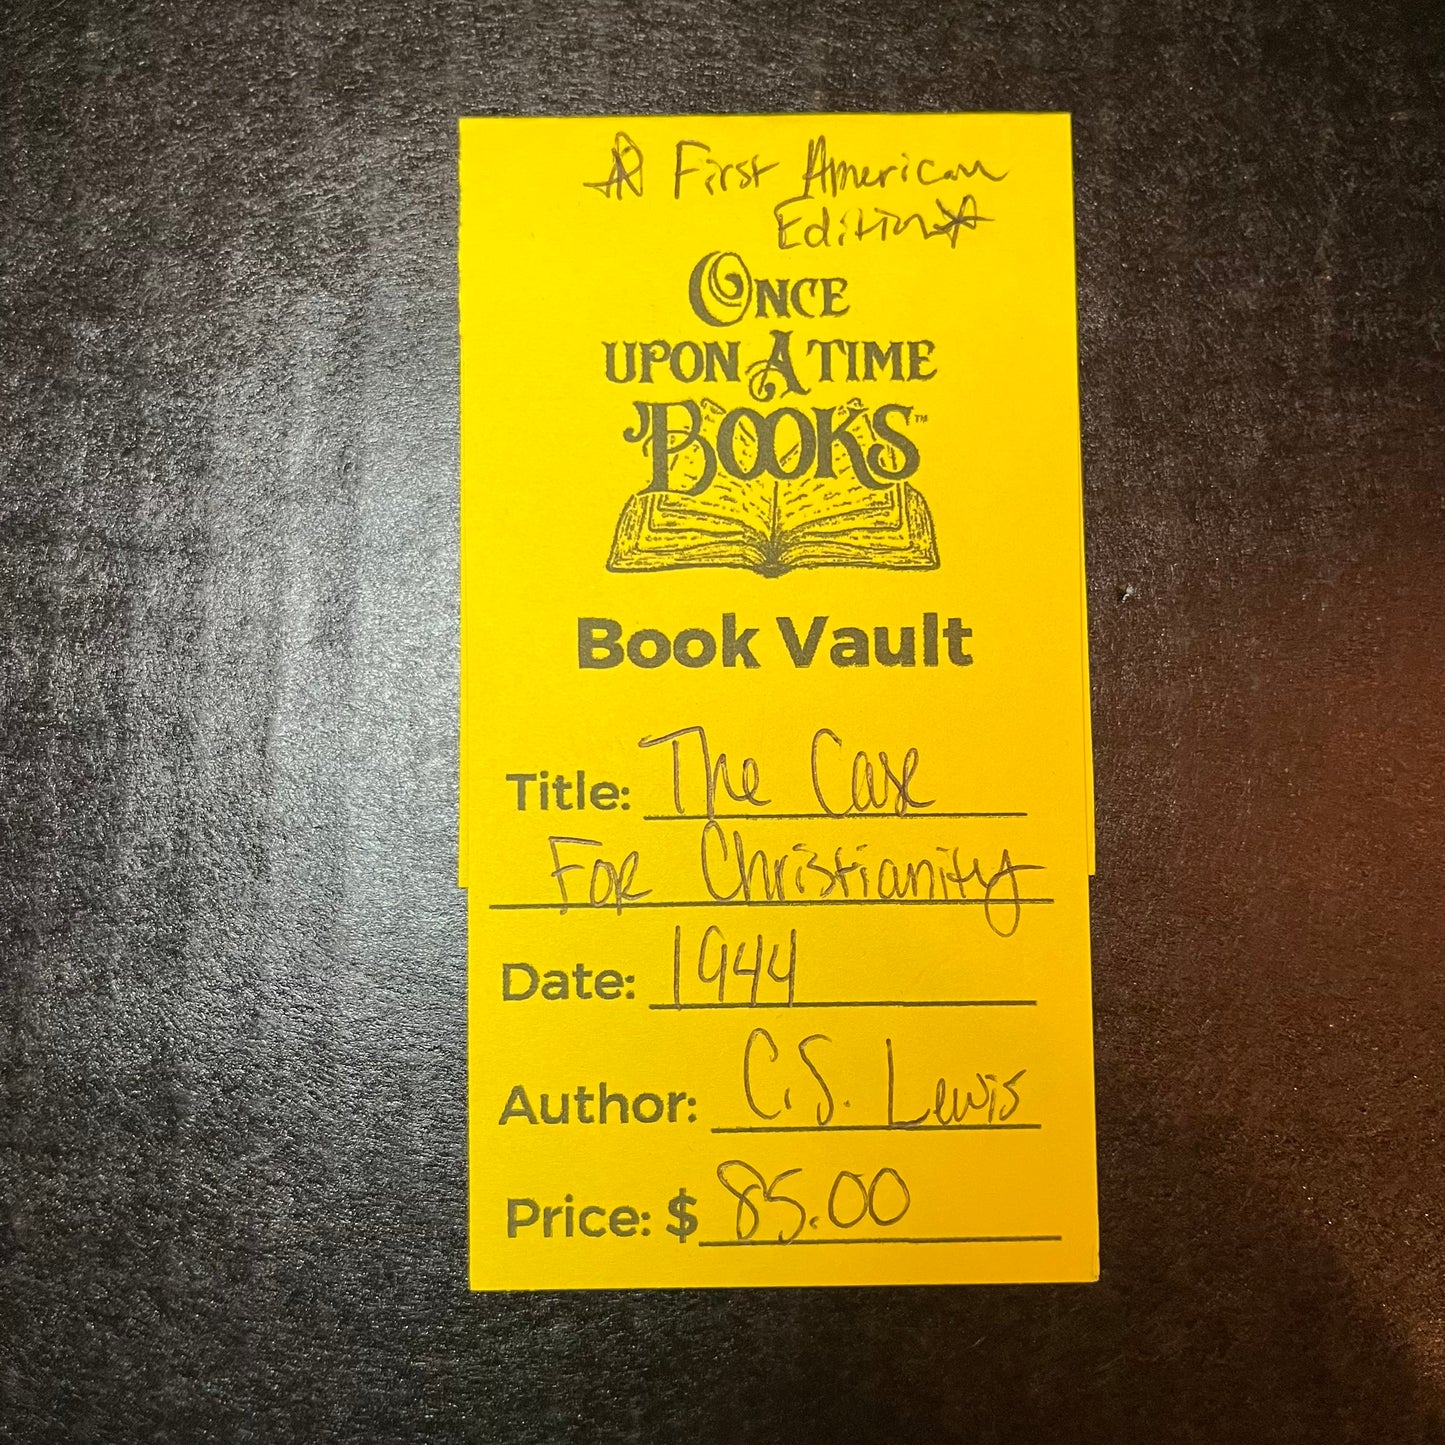 ☆ First American
Edition ☆
ONCE
UPON A TIME
BOOKS™
Book Vault
Title: The Case
For Christianity
Date: 1944
Author: C.S. Lewis
Price: $ 85.00